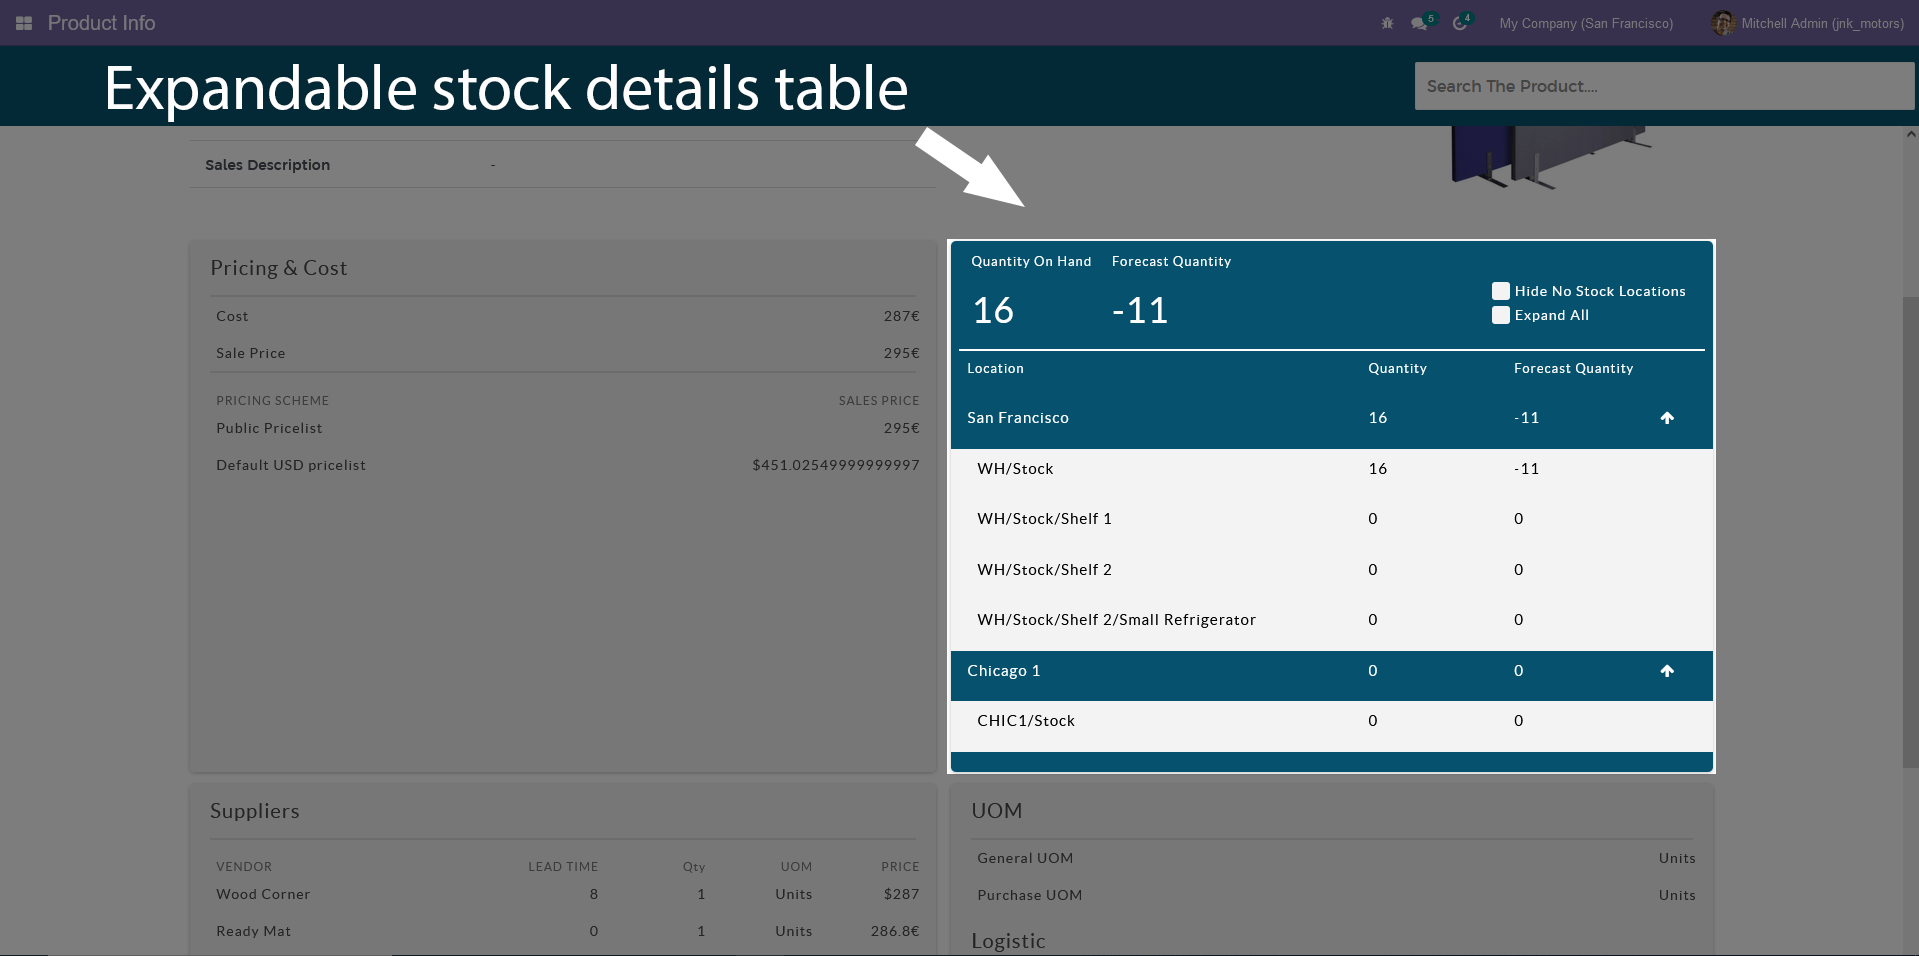 Product Info
5
4
My Company (San Francisco)
Mitchell Admin (jnk_motors)
Expandable stock details table
Search The Product....
Sales Description -
Pricing & Cost
Cost 287€
Sale Price 295€
PRICING SCHEME SALES PRICE
Public Pricelist 295€
Default USD pricelist $451.02549999999997
Quantity On Hand Forecast Quantity
16 -11
Hide No Stock Locations
Expand All
Location Quantity Forecast Quantity
San Francisco 16 -11
WH/Stock 16 -11
WH/Stock/Shelf 1 0 0
WH/Stock/Shelf 2 0 0
WH/Stock/Shelf 2/Small Refrigerator 0 0
Chicago 1 0 0
CHIC1/Stock 0 0
Suppliers
VENDOR LEAD TIME Qty UOM PRICE
Wood Corner 8 1 Units $287
Ready Mat 0 1 Units 286.8€
UOM
General UOM Units
Purchase UOM Units
Logistic